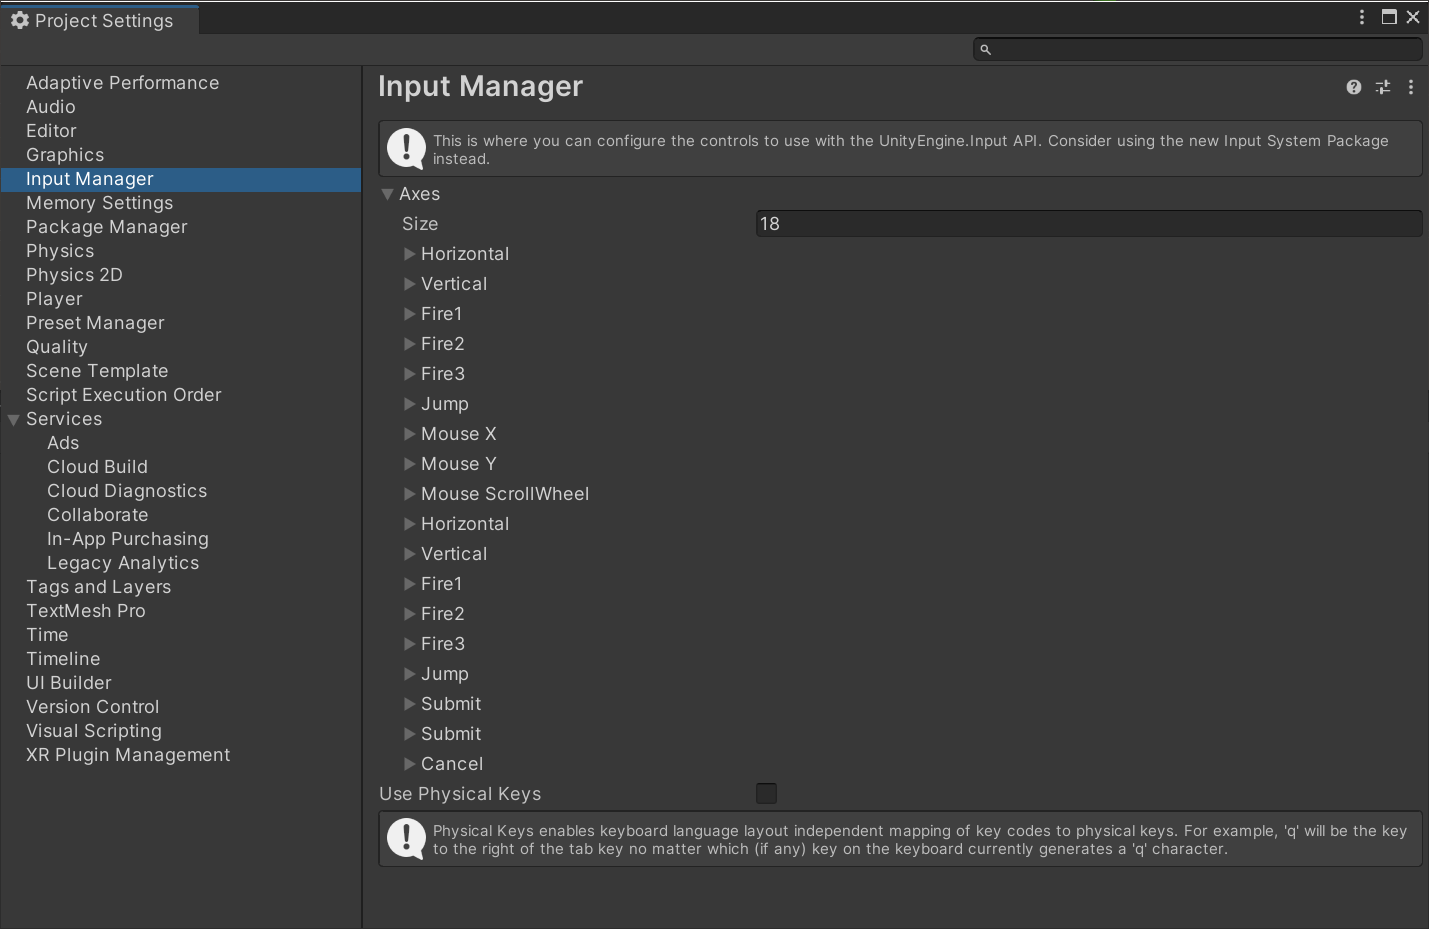 Project Settings
Adaptive Performance
Audio
Editor
Graphics
Input Manager
Memory Settings
Package Manager
Physics
Physics 2D
Player
Preset Manager
Quality
Scene Template
Script Execution Order
Services
Ads
Cloud Build
Cloud Diagnostics
Collaborate
In-App Purchasing
Legacy Analytics
Tags and Layers
TextMesh Pro
Time
Timeline
UI Builder
Version Control
Visual Scripting
XR Plugin Management
Input Manager
This is where you can configure the controls to use with the UnityEngine.Input API. Consider using the new Input System Package
instead.
Axes
Size 18
Horizontal
Vertical
Fire1
Fire2
Fire3
Jump
Mouse X
Mouse Y
Mouse ScrollWheel
Horizontal
Vertical
Fire1
Fire2
Fire3
Jump
Submit
Submit
Cancel
Use Physical Keys
Physical Keys enables keyboard language layout independent mapping of key codes to physical keys. For example, 'q' will be the key
to the right of the tab key no matter which (if any) key on the keyboard currently generates a 'q' character.